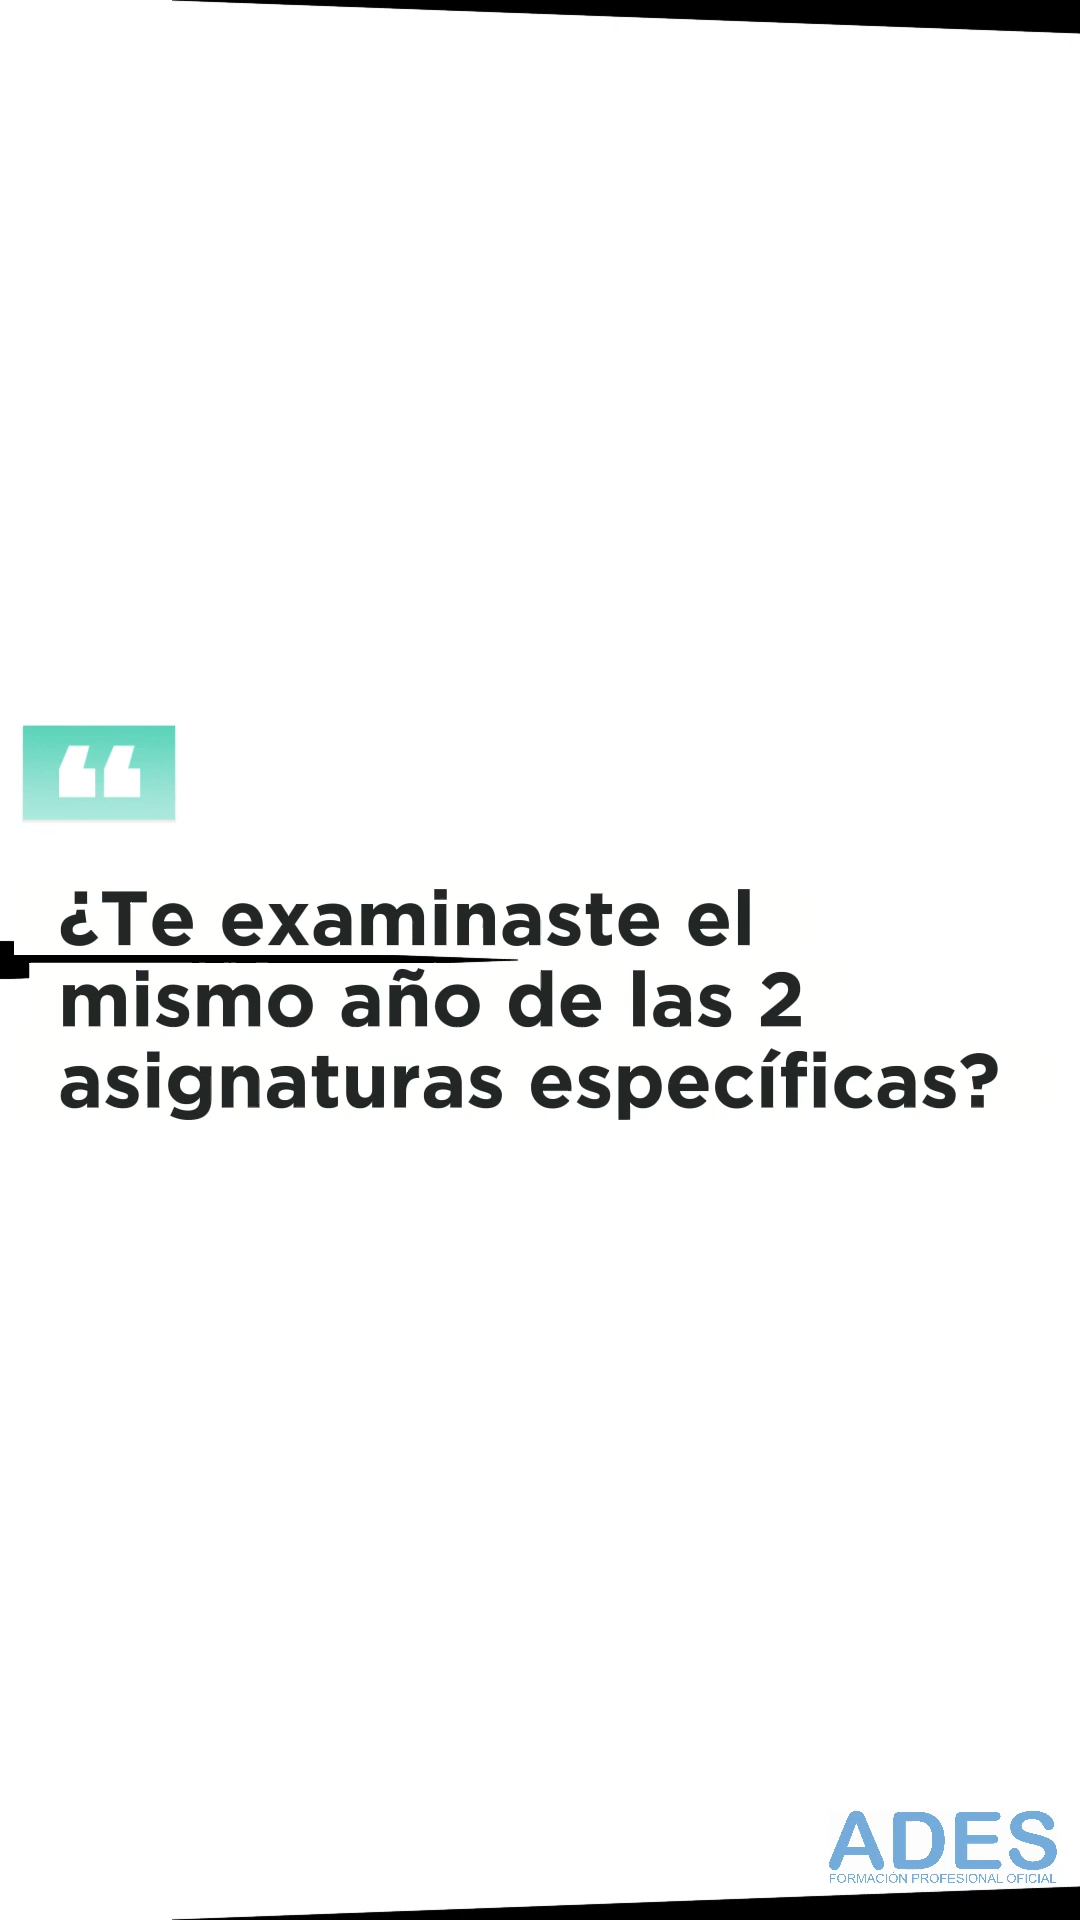 ¿Te examinaste el
mismo año de las 2
asignaturas específicas?
ADES
FORMACIÓN PROFESIONAL OFICIAL